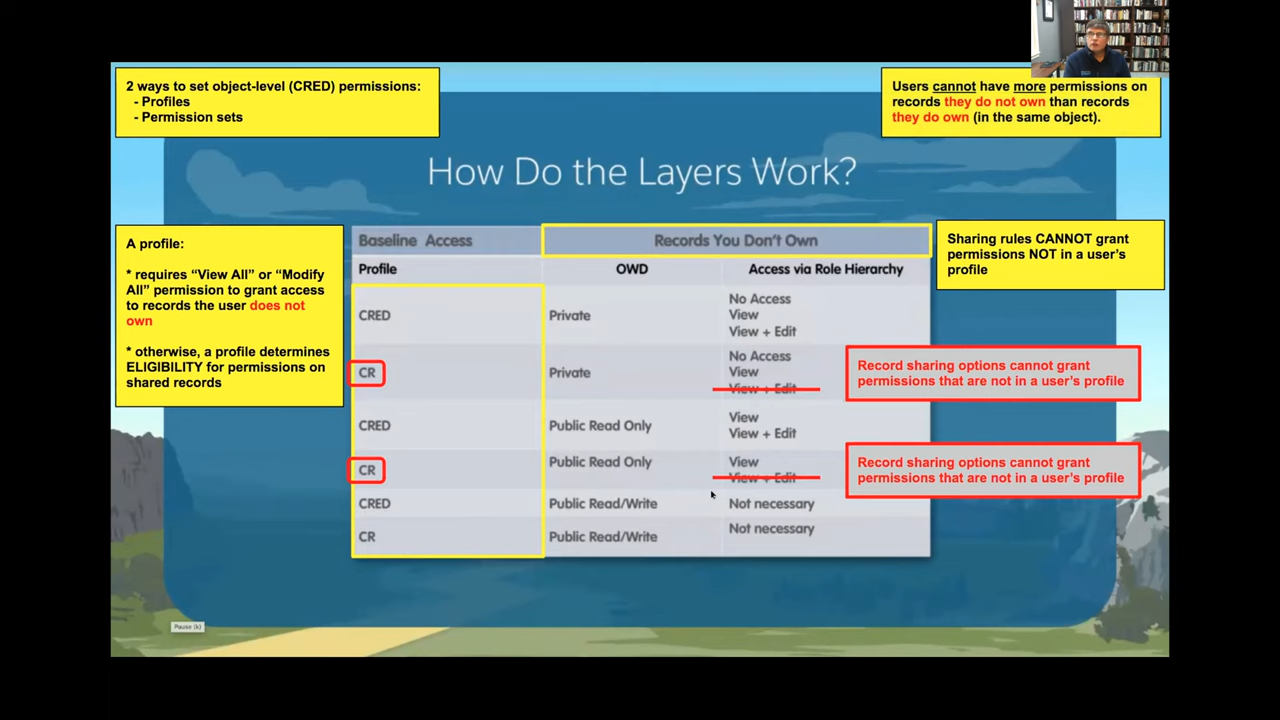 2 ways to set object-level (CRED) permissions:
- Profiles
- Permission sets
Users cannot have more permissions on
records they do not own than records
they do own (in the same object).
How Do the Layers Work?
A profile:
* requires “View All” or “Modify
All” permission to grant access
to records the user does not
own
* otherwise, a profile determines
ELIGIBILITY for permissions on
shared records
Baseline Access
Records You Don't Own
Profile
OWD
Access via Role Hierarchy
CRED
Private
No Access
View
View + Edit
CR
Private
No Access
View
View + Edit
CRED
Public Read Only
View
View + Edit
CR
Public Read Only
View
View + Edit
CRED
Public Read/Write
Not necessary
CR
Public Read/Write
Not necessary
Sharing rules CANNOT grant
permissions NOT in a user’s
profile
Record sharing options cannot grant
permissions that are not in a user’s profile
Record sharing options cannot grant
permissions that are not in a user’s profile
Pause (k)